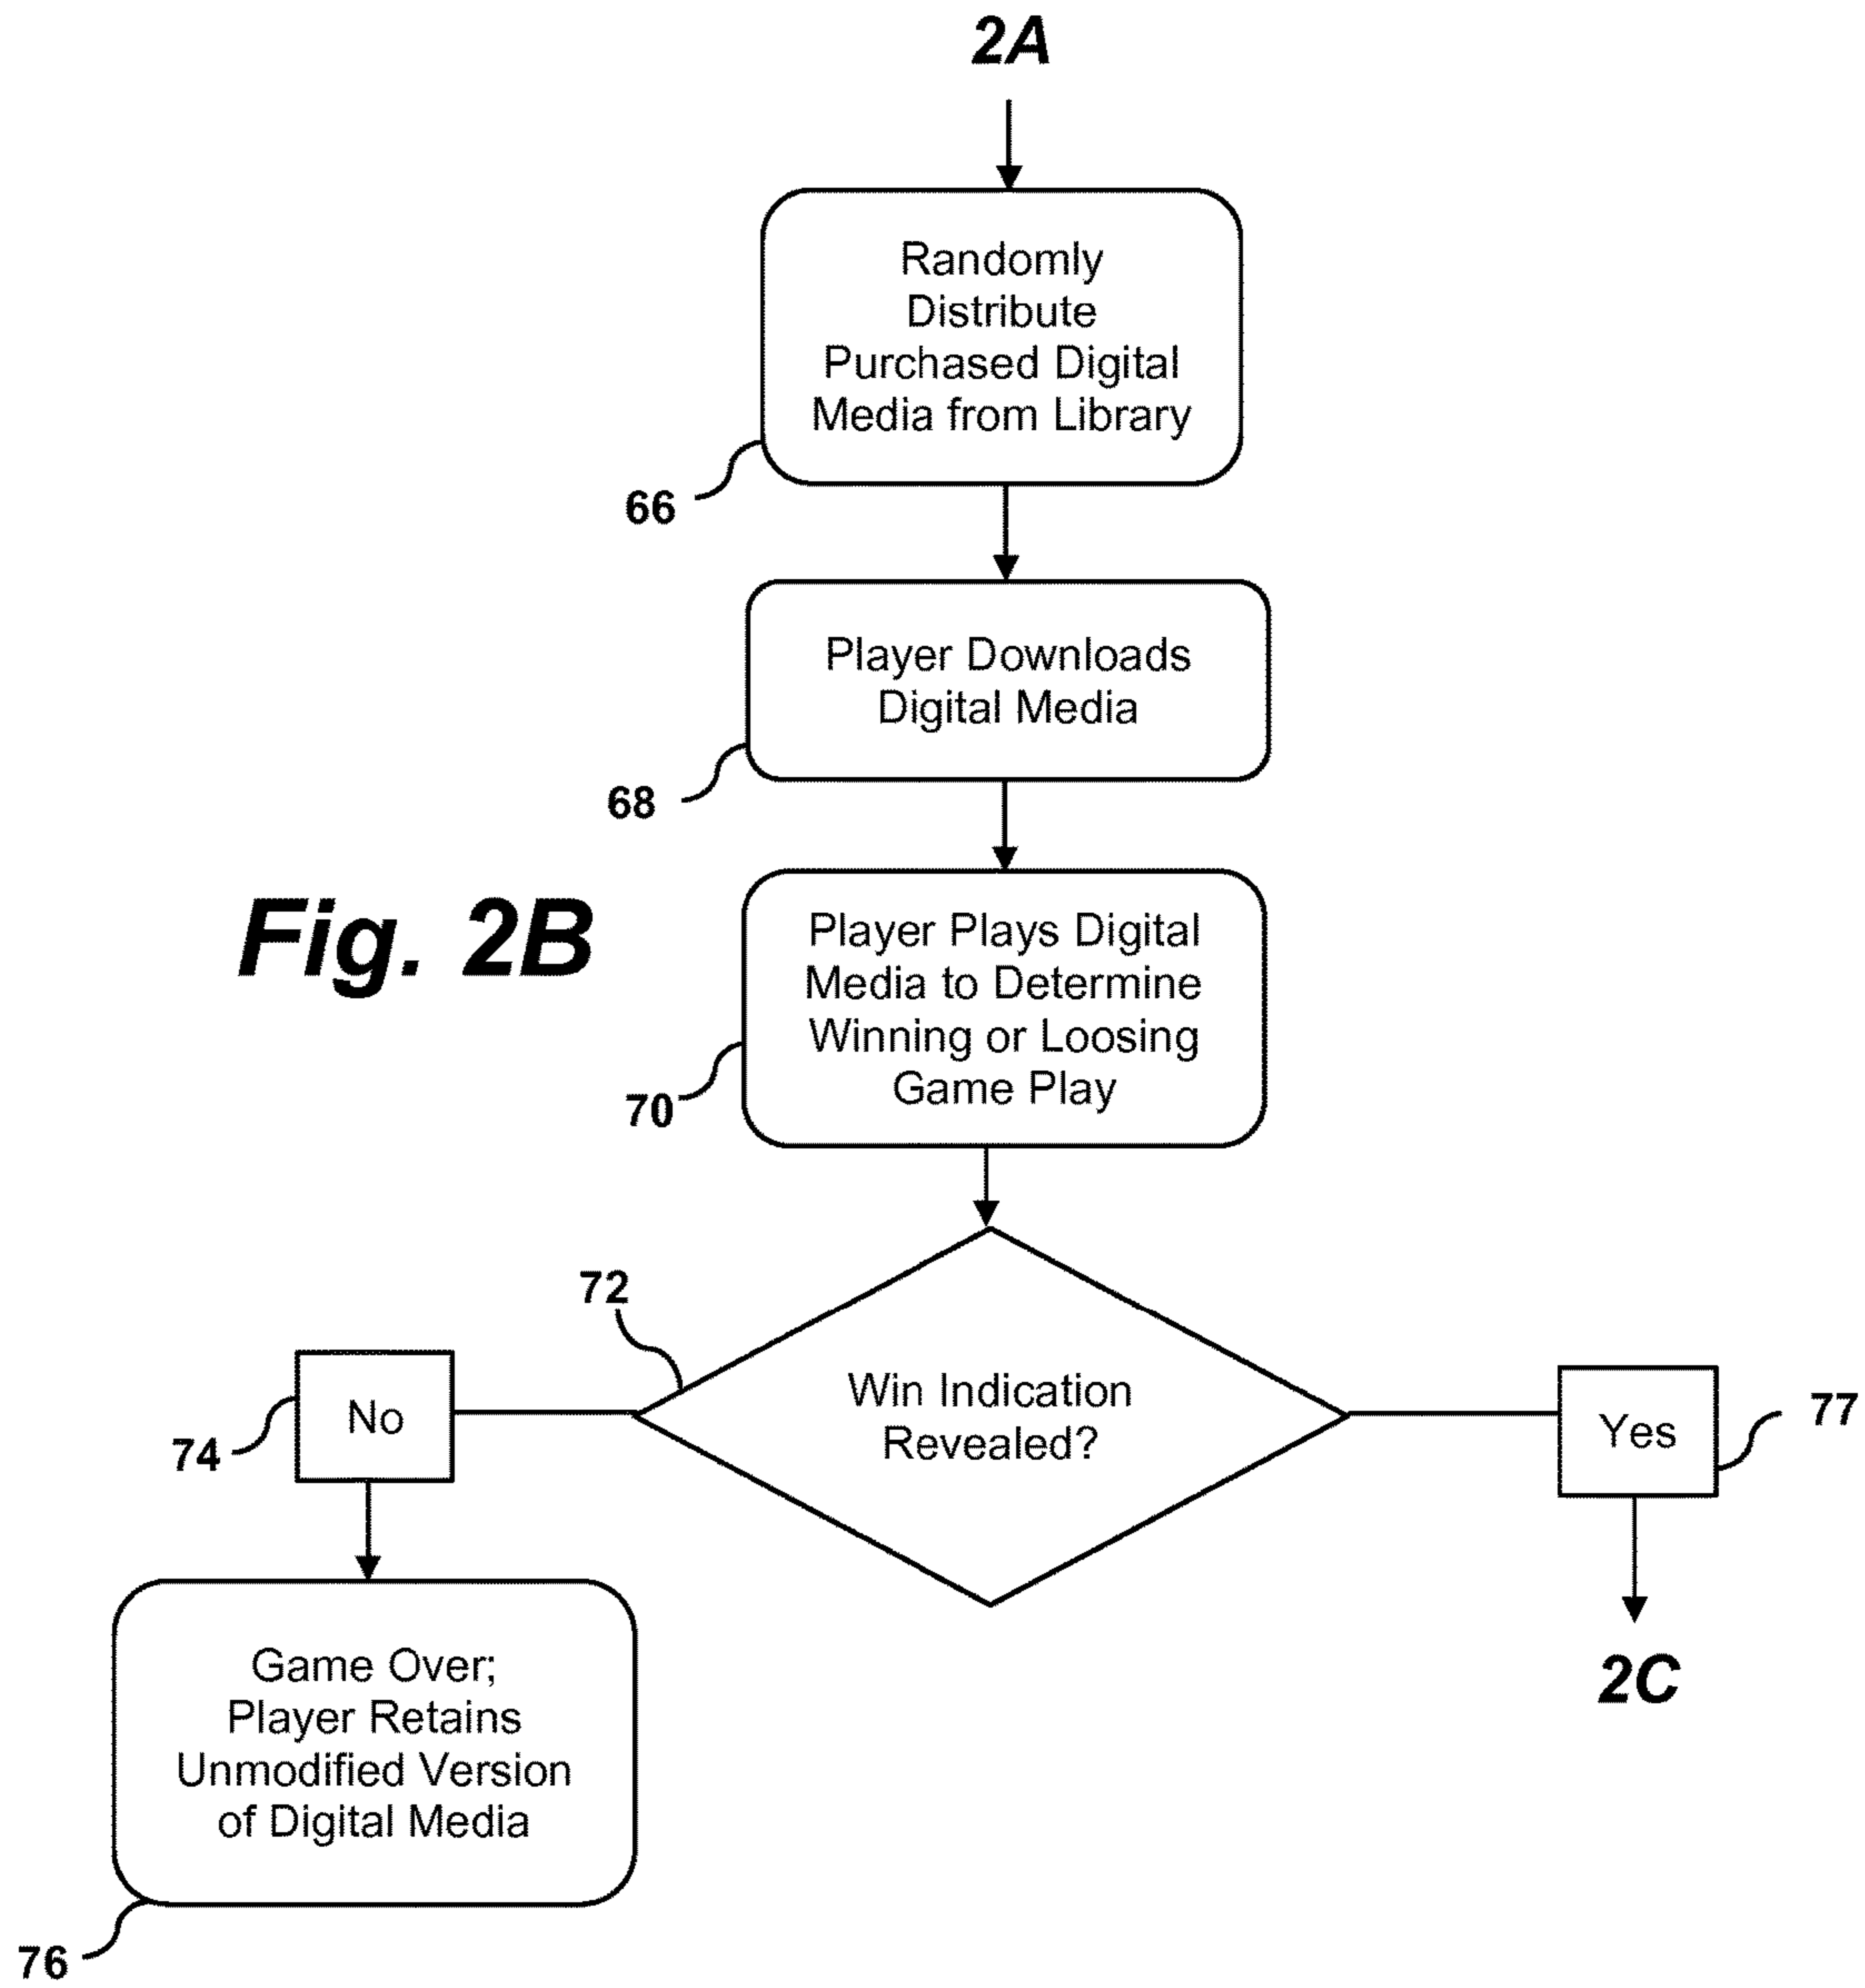 2A
Randomly
Distribute
Purchased Digital
Media from Library
66
Player Downloads
Digital Media
68
Fig. 2B
Player Plays Digital
Media to Determine
Winning or Loosing
Game Play
70
72
Win Indication
Revealed?
No
74
Yes
77
Game Over;
Player Retains
Unmodified Version
of Digital Media
76
2C